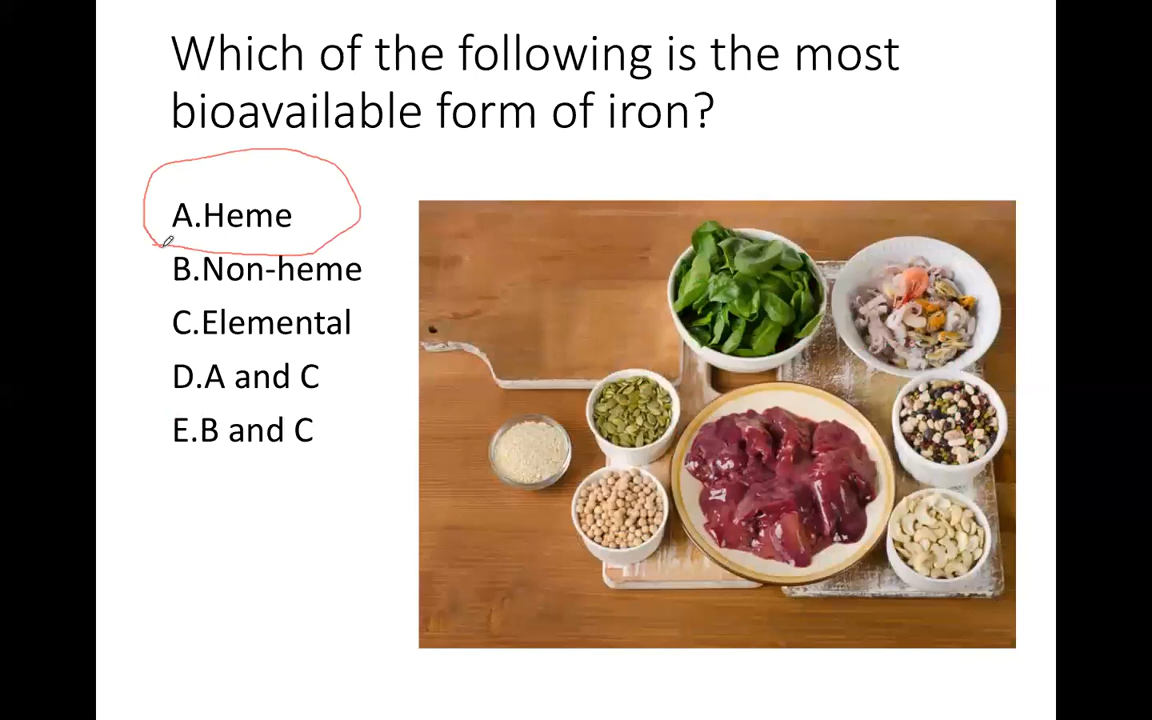 Which of the following is the most
bioavailable form of iron?
A.Heme
B.Non-heme
C.Elemental
D.A and C
E.B and C